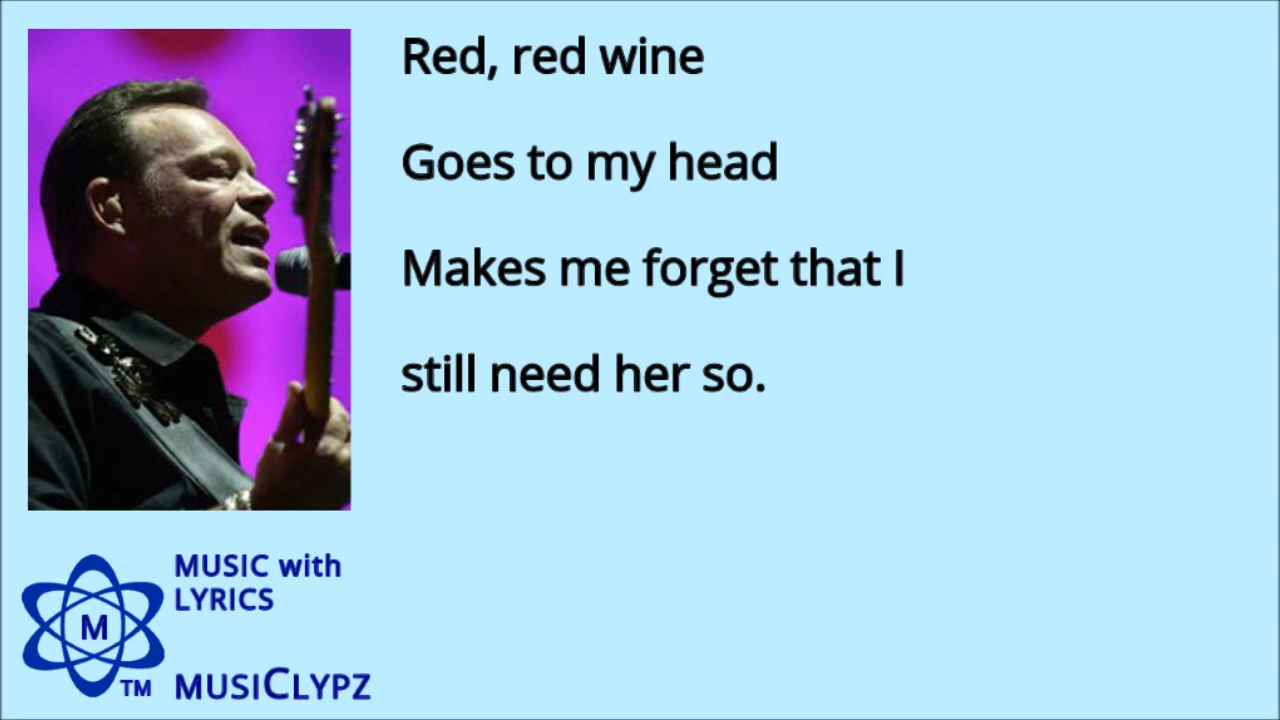 Red, red wine
Goes to my head
Makes me forget that I
still need her so.
MUSIC with
LYRICS
M
TM
MUSICLYPZ